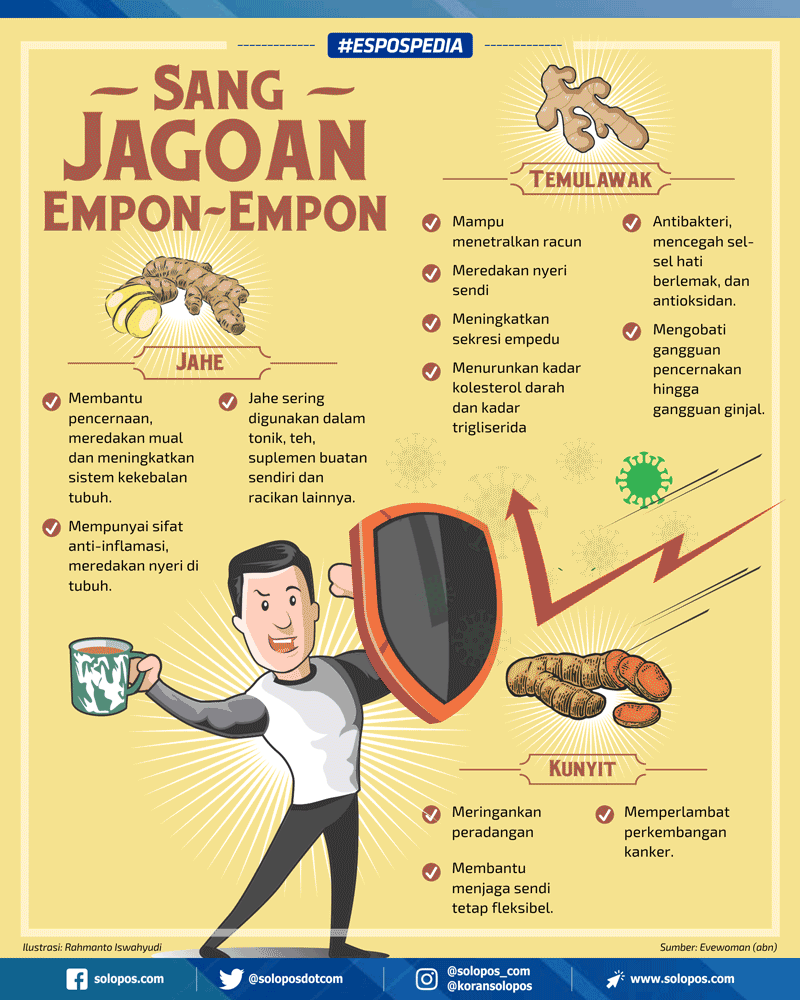 #ESPOSPEDIA
SANG
JAGOAN
EMPON~EMPON
JAHE
Membantu
pencernaan,
meredakan mual
dan meningkatkan
sistem kekebalan
tubuh.
Mempunyai sifat
anti-inflamasi,
meredakan nyeri di
tubuh.
Jahe sering
digunakan dalam
tonik, teh,
suplemen buatan
sendiri dan
racikan lainnya.
TEMULAWAK
Mampu
menetralkan racun
Meredakan nyeri
sendi
Meningkatkan
sekresi empedu
Menurunkan kadar
kolesterol darah
dan kadar
trigliserida
Antibakteri,
mencegah sel-
sel hati
berlemak, dan
antioksidan.
Mengobati
gangguan
pencernakan
hingga
gangguan ginjal.
KUNYIT
Meringankan
peradangan
Membantu
menjaga sendi
tetap fleksibel.
Memperlambat
perkembangan
kanker.
Ilustrasi: Rahmanto Iswahyudi
Sumber: Evewoman (abn)
solopos.com
@soloposdotcom
@solopos_com
@koransolopos
www.solopos.com